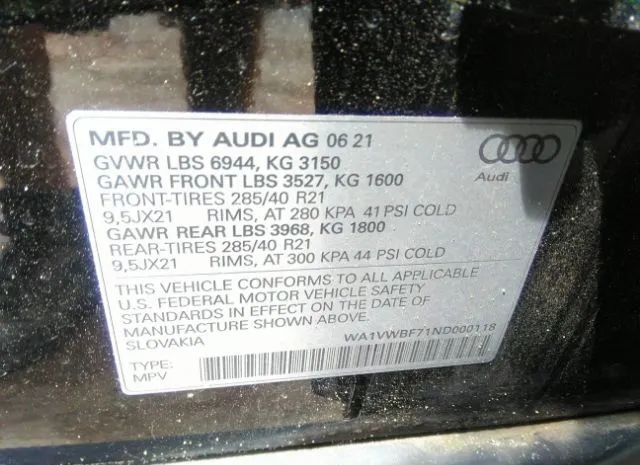 MFD. BY AUDI AG 06 21
GVWR LBS 6944, KG 3150
GAWR FRONT LBS 3527, KG 1600
FRONT-TIRES 285/40 R21
9,5JX21 RIMS, AT 280 KPA 41 PSI COLD
GAWR REAR LBS 3968, KG 1800
REAR-TIRES 285/40 R21
9,5JX21 RIMS, AT 300 KPA 44 PSI COLD
Audi
THIS VEHICLE CONFORMS TO ALL APPLICABLE
U.S. FEDERAL MOTOR VEHICLE SAFETY
STANDARDS IN EFFECT ON THE DATE OF
MANUFACTURE SHOWN ABOVE.
SLOVAKIA
WA1VWBF71ND000118
TYPE:
MPV